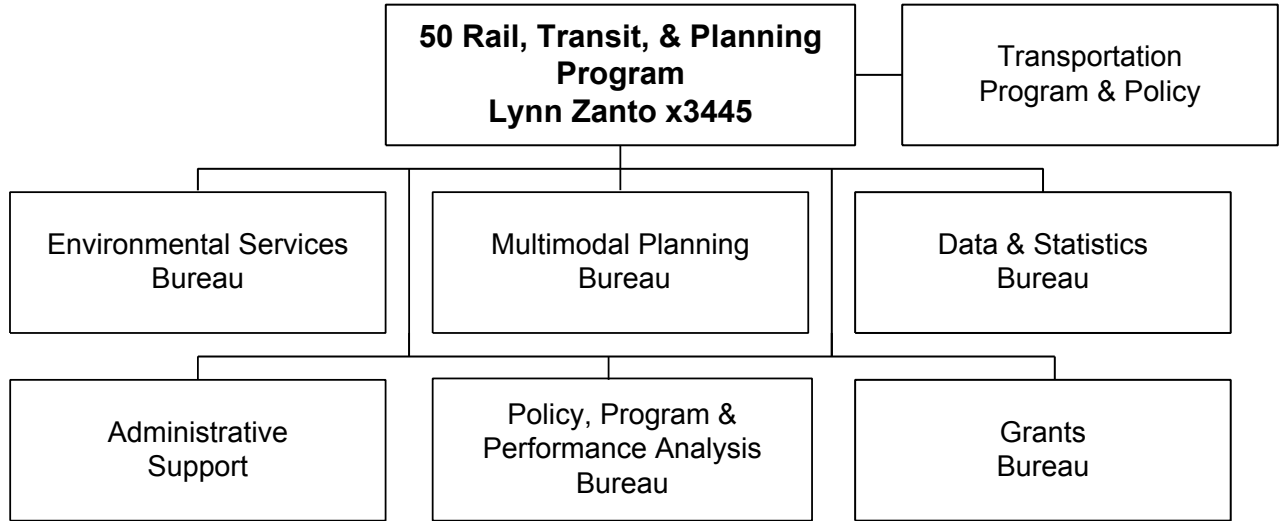 50 Rail, Transit, & Planning
Program
Lynn Zanto x3445
Transportation
Program & Policy
Environmental Services
Bureau
Multimodal Planning
Bureau
Data & Statistics
Bureau
Administrative
Support
Policy, Program &
Performance Analysis
Bureau
Grants
Bureau